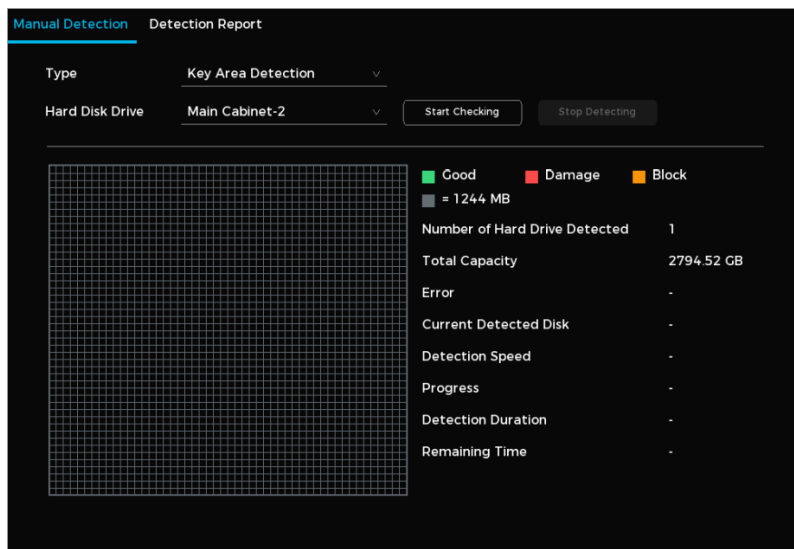 Manual Detection Detection Report
Type Key Area Detection
Hard Disk Drive Main Cabinet-2 Start Checking Stop Detecting
Good Damage Block
= 1244 MB
Number of Hard Drive Detected 1
Total Capacity 2794.52 GB
Error -
Current Detected Disk -
Detection Speed -
Progress -
Detection Duration -
Remaining Time -